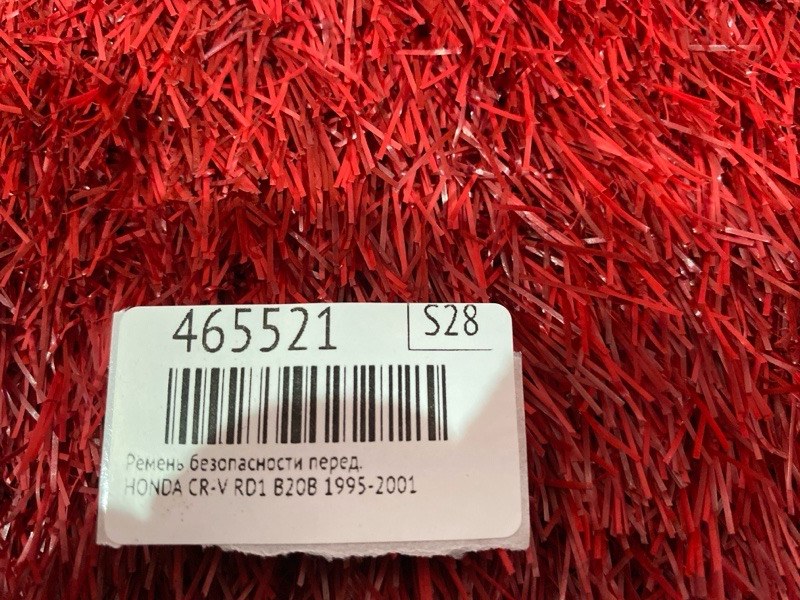 465521
S28
Ремень безопасности перед.
HONDA CR-V RD1 B20B 1995-2001